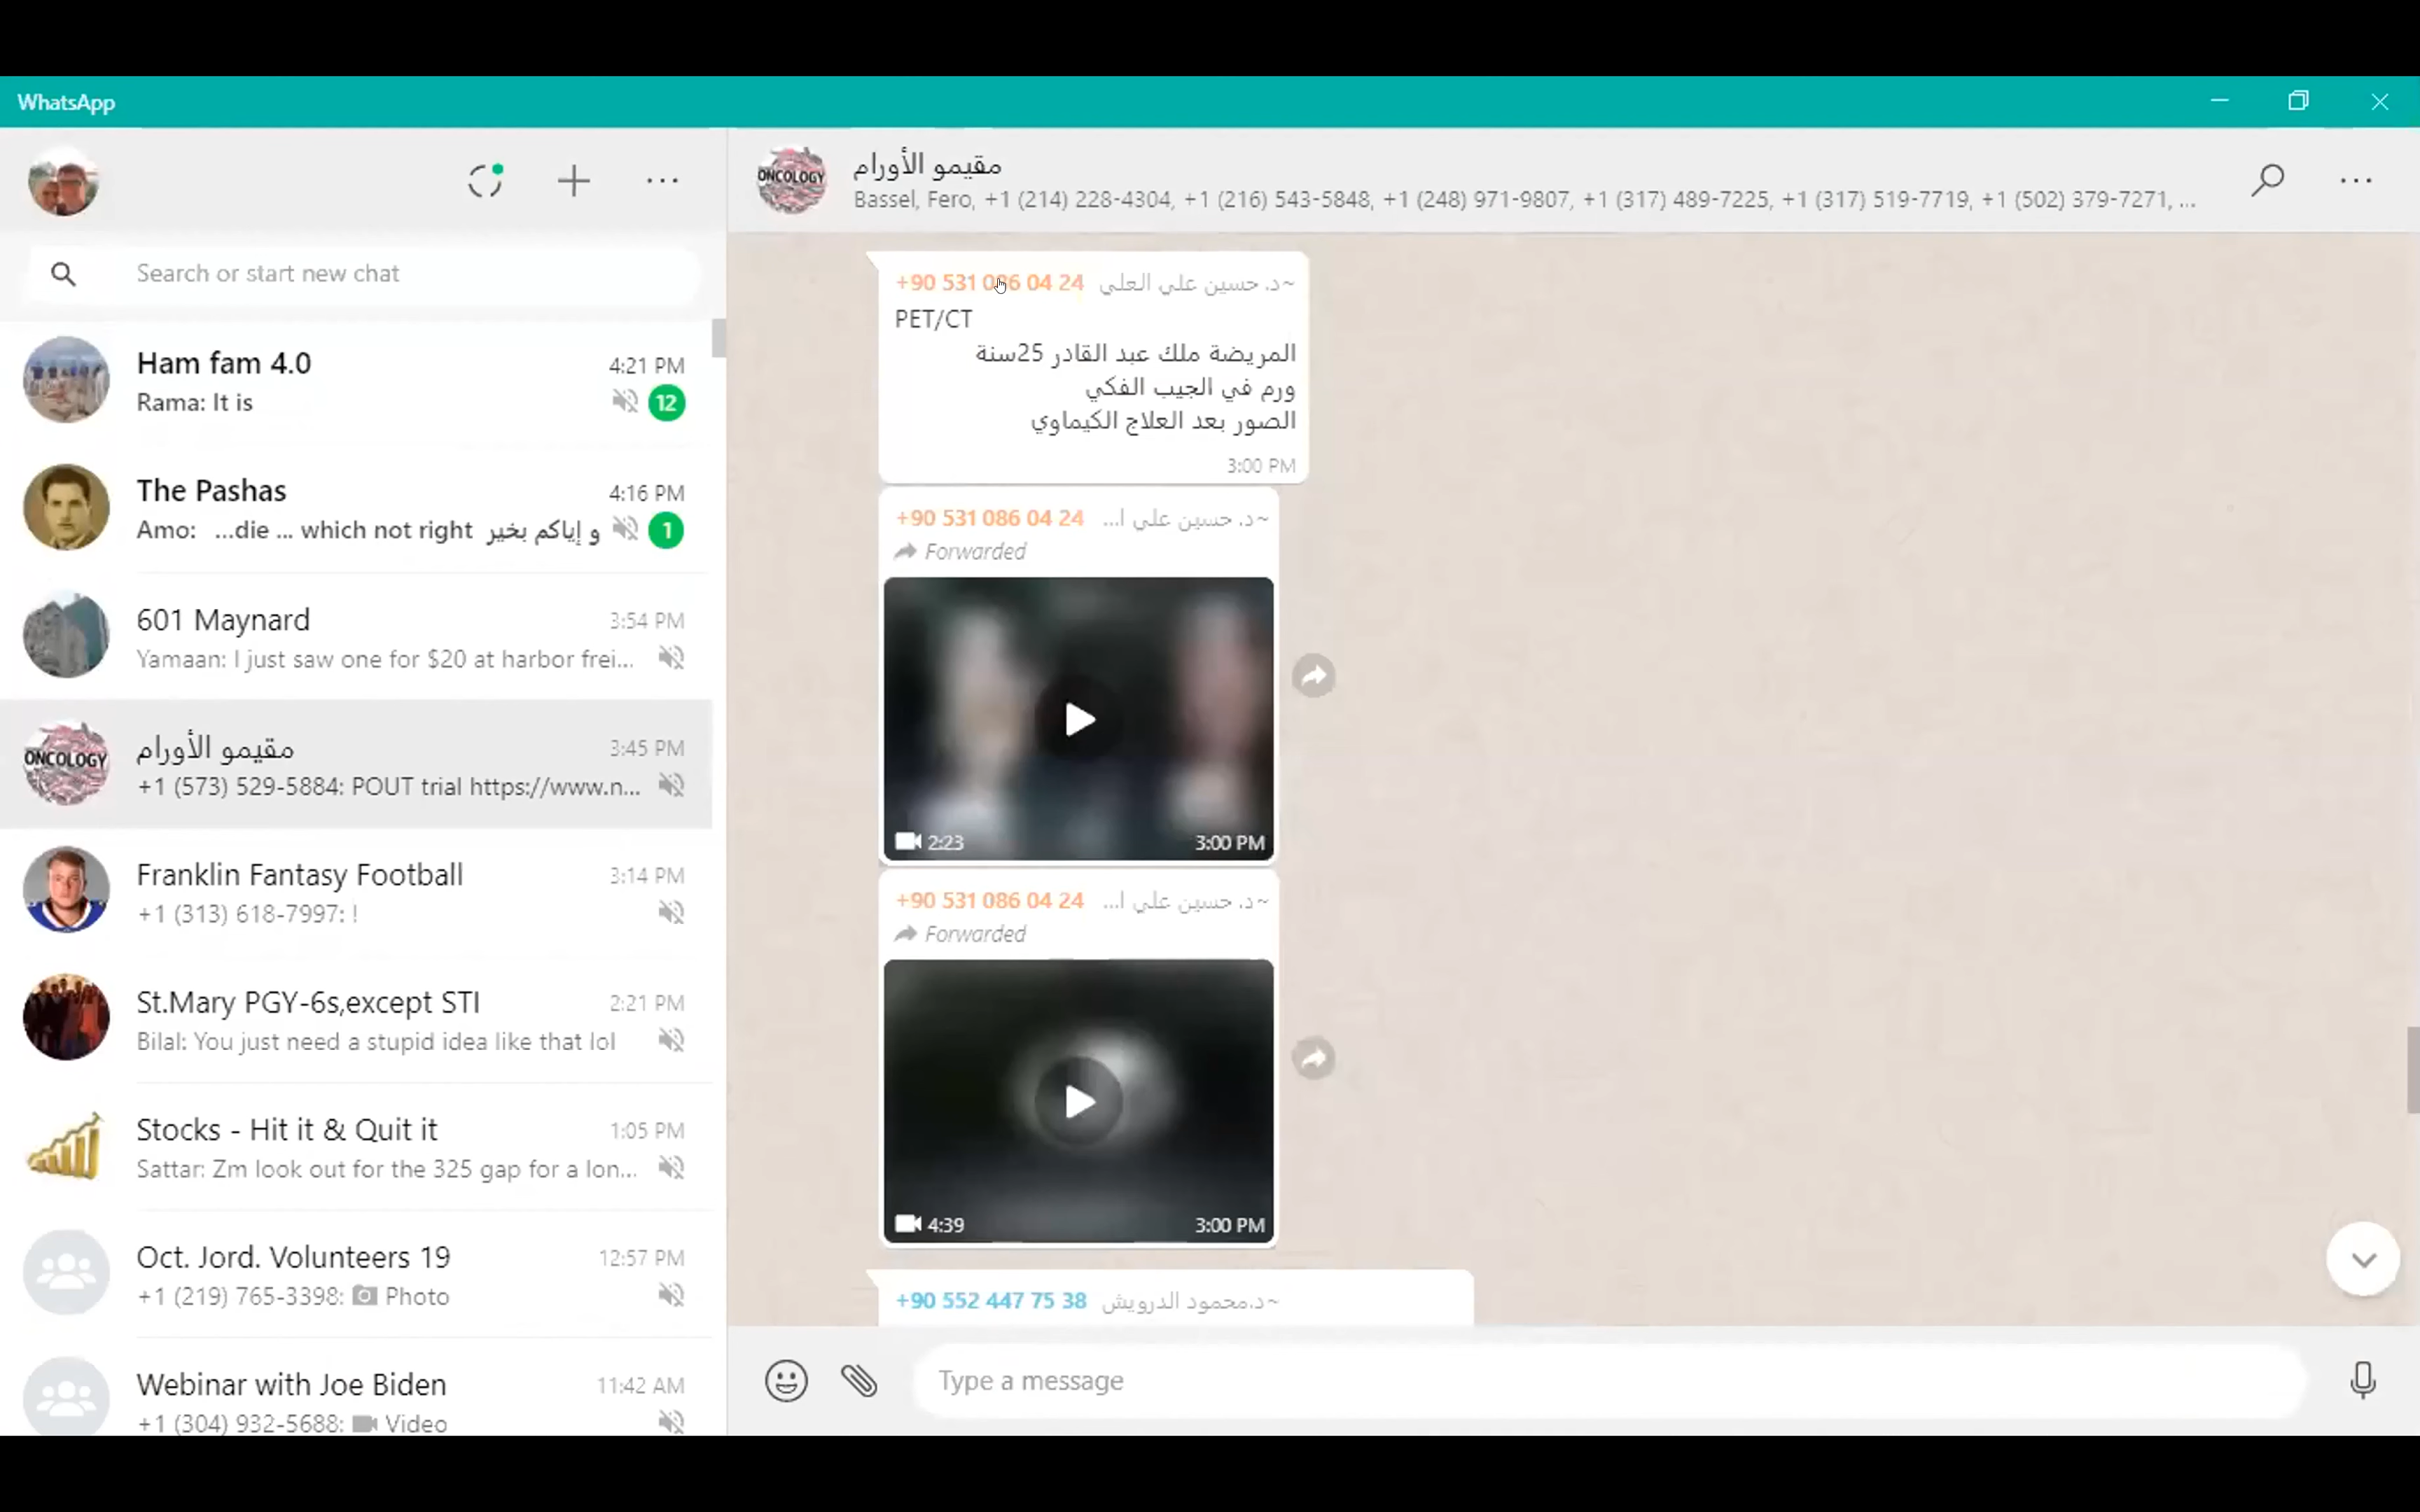 WhatsApp
Search or start new chat
Ham fam 4.0
4:21 PM
Rama: It is
12
The Pashas
4:16 PM
Amo: ...die ... which not right و إياكم بخير
1
601 Maynard
3:54 PM
Yamaan: I just saw one for $20 at harbor frei...
ONCOLOGY
مقيمو الأورام
3:45 PM
+1 (573) 529-5884: POUT trial https://www.n...
Franklin Fantasy Football
3:14 PM
+1 (313) 618-7997: !
St.Mary PGY-6s,except STI
2:21 PM
Bilal: You just need a stupid idea like that lol
Stocks - Hit it & Quit it
1:05 PM
Sattar: Zm look out for the 325 gap for a lon...
Oct. Jord. Volunteers 19
12:57 PM
+1 (219) 765-3398: Photo
Webinar with Joe Biden
11:42 AM
+1 (304) 932-5688: Video
ONCOLOGY
مقيمو الأورام
Bassel, Fero, +1 (214) 228-4304, +1 (216) 543-5848, +1 (248) 971-9807, +1 (317) 489-7225, +1 (317) 519-7719, +1 (502) 379-7271, ...
+90 531 086 04 24 ~د. حسين علي العلي
PET/CT
المريضة ملك عبد القادر 25سنة
ورم في الجيب الفكي
الصور بعد العلاج الكيماوي
3:00 PM
+90 531 086 04 24 ~د. حسين علي ا...
Forwarded
2:23
3:00 PM
+90 531 086 04 24 ~د. حسين علي ا...
Forwarded
4:39
3:00 PM
+90 552 447 75 38 ~د.محمود الدرويش
Type a message